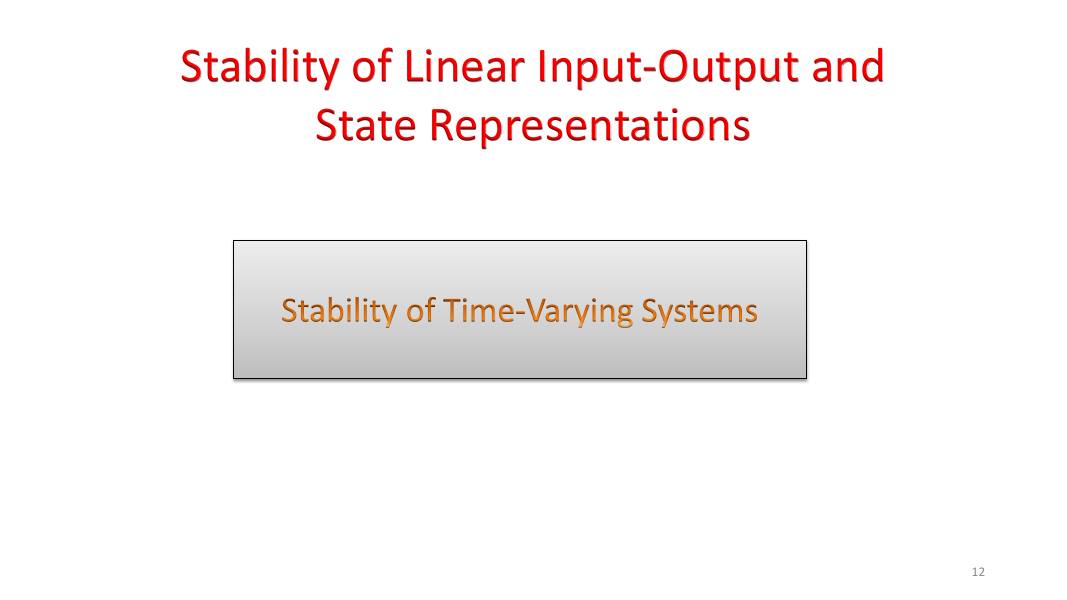 Stability of Linear Input-Output and
State Representations
Stability of Time-Varying Systems
12